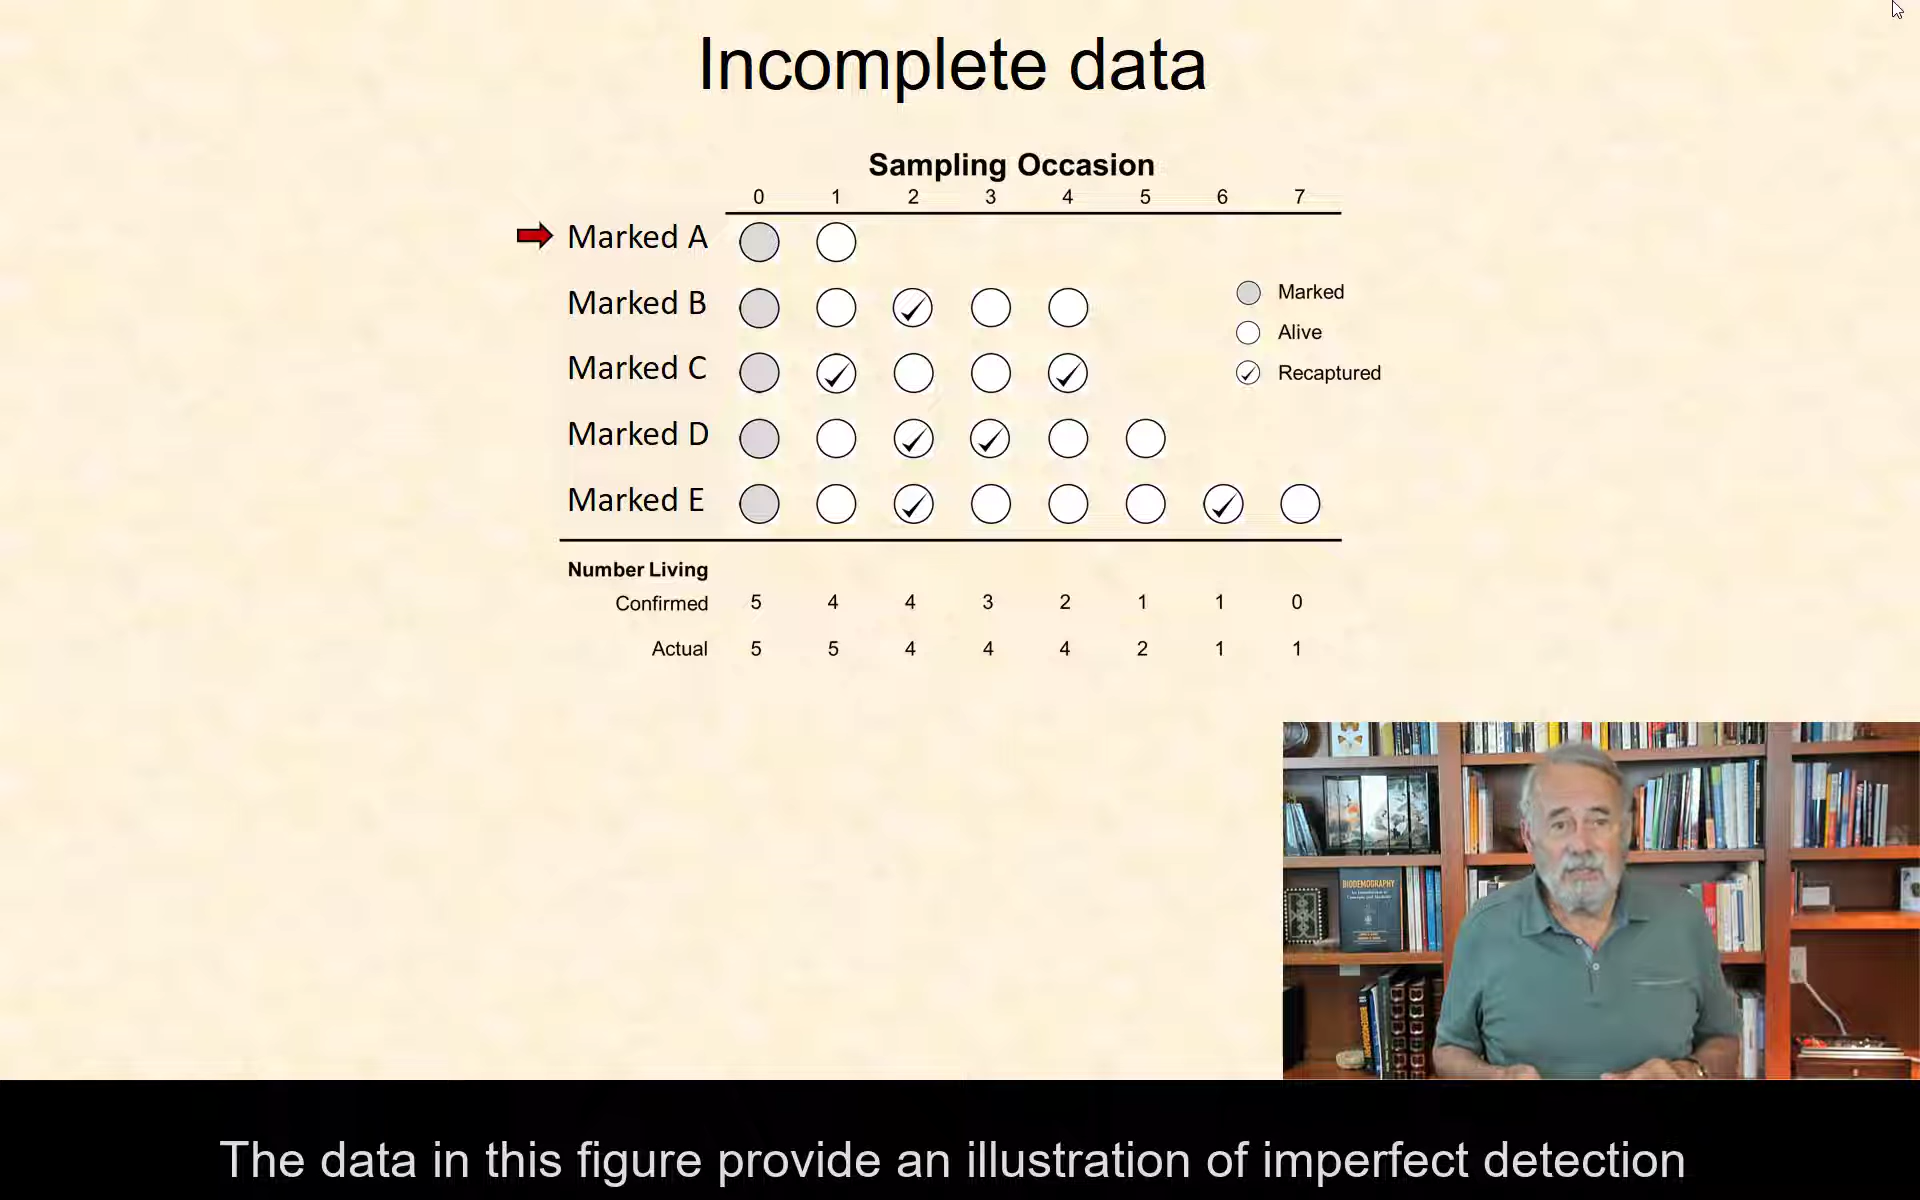 Incomplete data
Sampling Occasion
0 1 2 3 4 5 6 7
Marked A
Marked B
Marked C
Marked D
Marked E
Marked
Alive
Recaptured
Number Living
Confirmed 5 4 4 3 2 1 1 0
Actual 5 5 4 4 4 2 1 1
BIODEMOGRAPHY
The data in this figure provide an illustration of imperfect detection